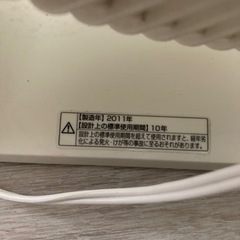 【製造年】2011年
【設計上の標準使用期間】10年
設計上の標準使用期間を超えて使用されますと、経年劣
化による発火・けが等の事故に至るおそれがあります。